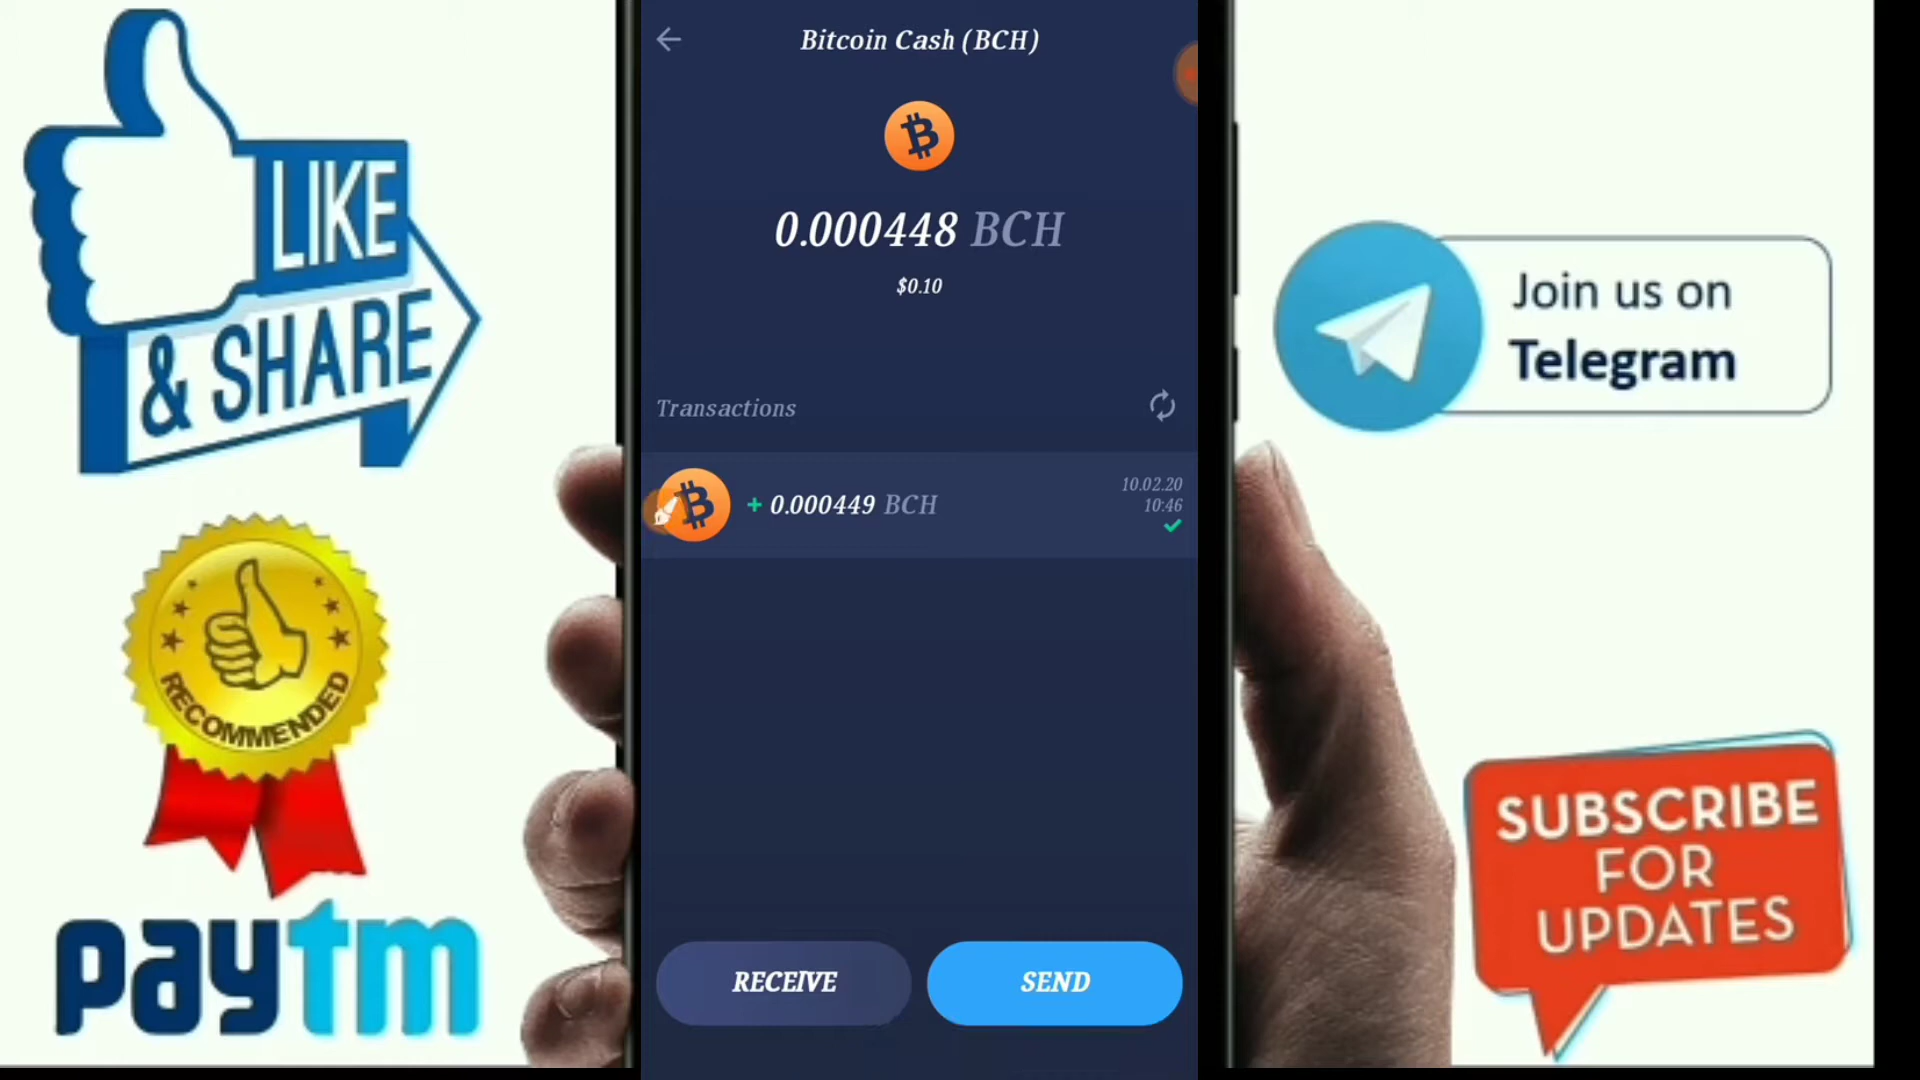 LIKE
& SHARE
RECOMMENDED
paytm
Bitcoin Cash (BCH)
0.000448 BCH
$0.10
Transactions
+ 0.000449 BCH
10.02.20
10:46
RECEIVE
SEND
Join us on
Telegram
SUBSCRIBE
FOR
UPDATES